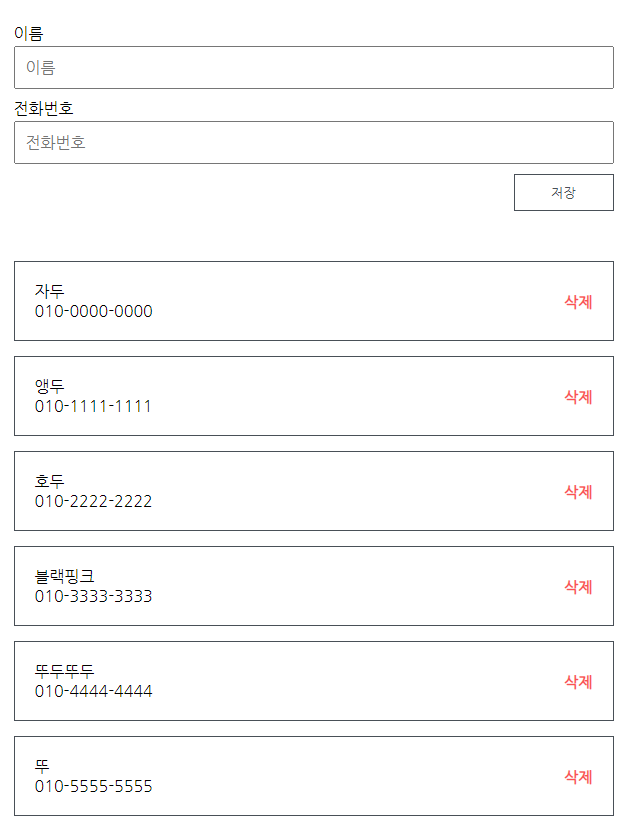 이름
이름
전화번호
전화번호
저장
자두
010-0000-0000
삭제
앵두
010-1111-1111
삭제
호두
010-2222-2222
삭제
블랙핑크
010-3333-3333
삭제
뚜두뚜두
010-4444-4444
삭제
뚜
010-5555-5555
삭제